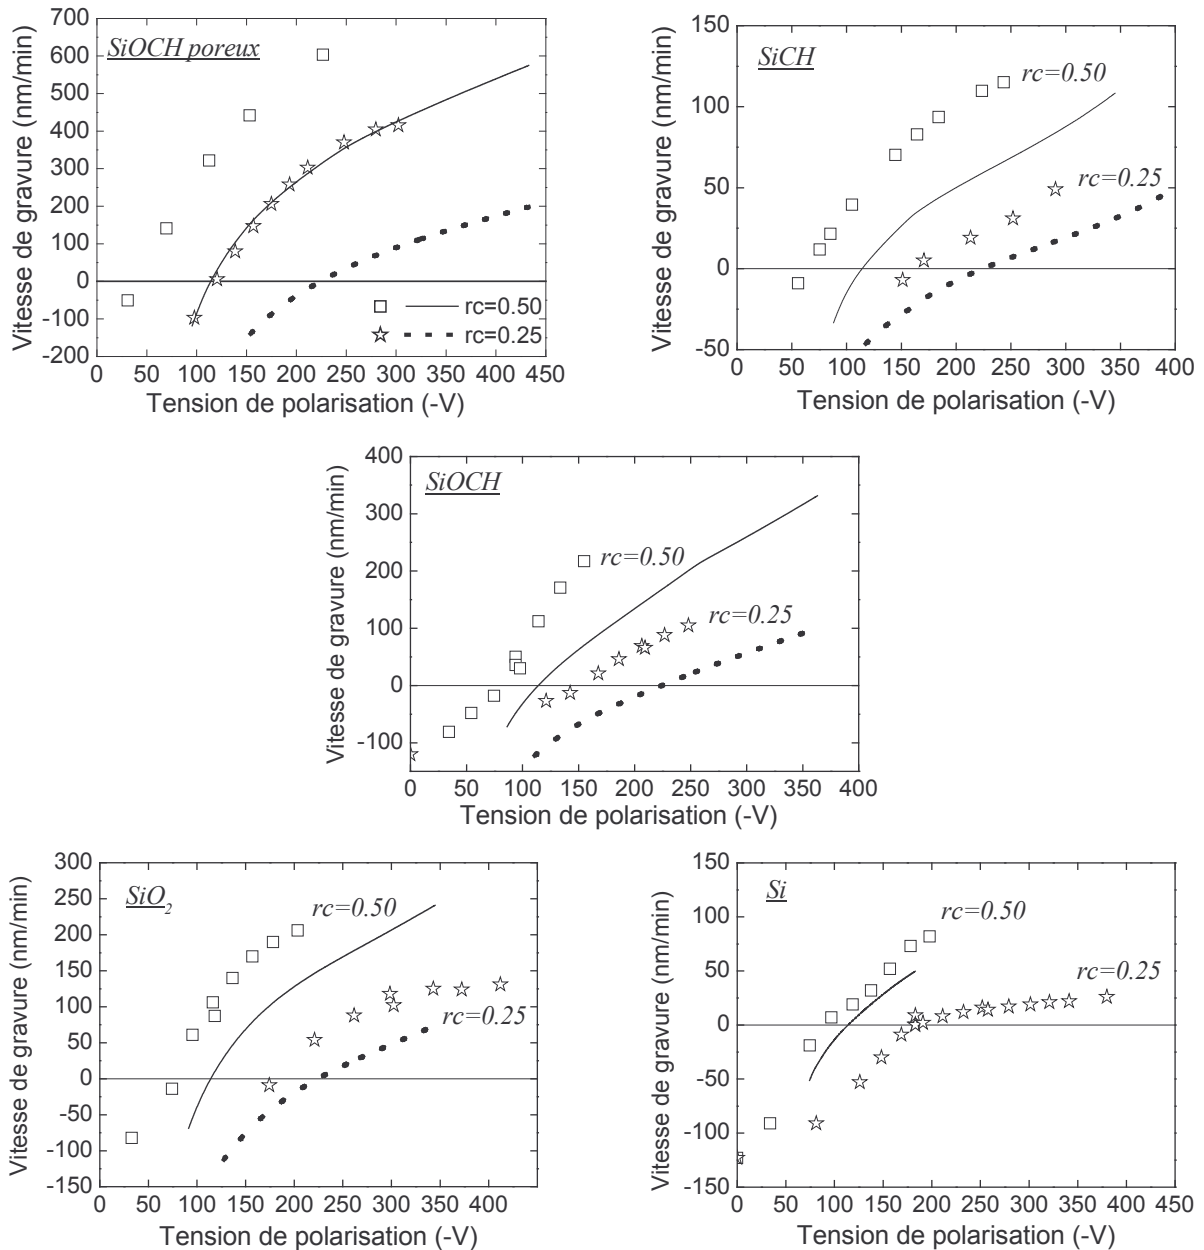 SiOCH poreux
Vitesse de gravure (nm/min)
700
600
500
400
300
200
100
0
-100
-200
rc=0.50
rc=0.25
0 50 100 150 200 250 300 350 400 450
Tension de polarisation (-V)
SiCH
Vitesse de gravure (nm/min)
150
100
50
0
-50
rc=0.50
rc=0.25
0 50 100 150 200 250 300 350 400
Tension de polarisation (-V)
SiOCH
Vitesse de gravure (nm/min)
400
300
200
100
0
-100
rc=0.50
rc=0.25
0 50 100 150 200 250 300 350 400
Tension de polarisation (-V)
SiO₂
Vitesse de gravure (nm/min)
300
250
200
150
100
50
0
-50
-100
-150
rc=0.50
rc=0.25
0 50 100 150 200 250 300 350 400
Tension de polarisation (-V)
Si
Vitesse de gravure (nm/min)
150
100
50
0
-50
-100
-150
rc=0.50
rc=0.25
0 50 100 150 200 250 300 350 400 450
Tension de polarisation (-V)